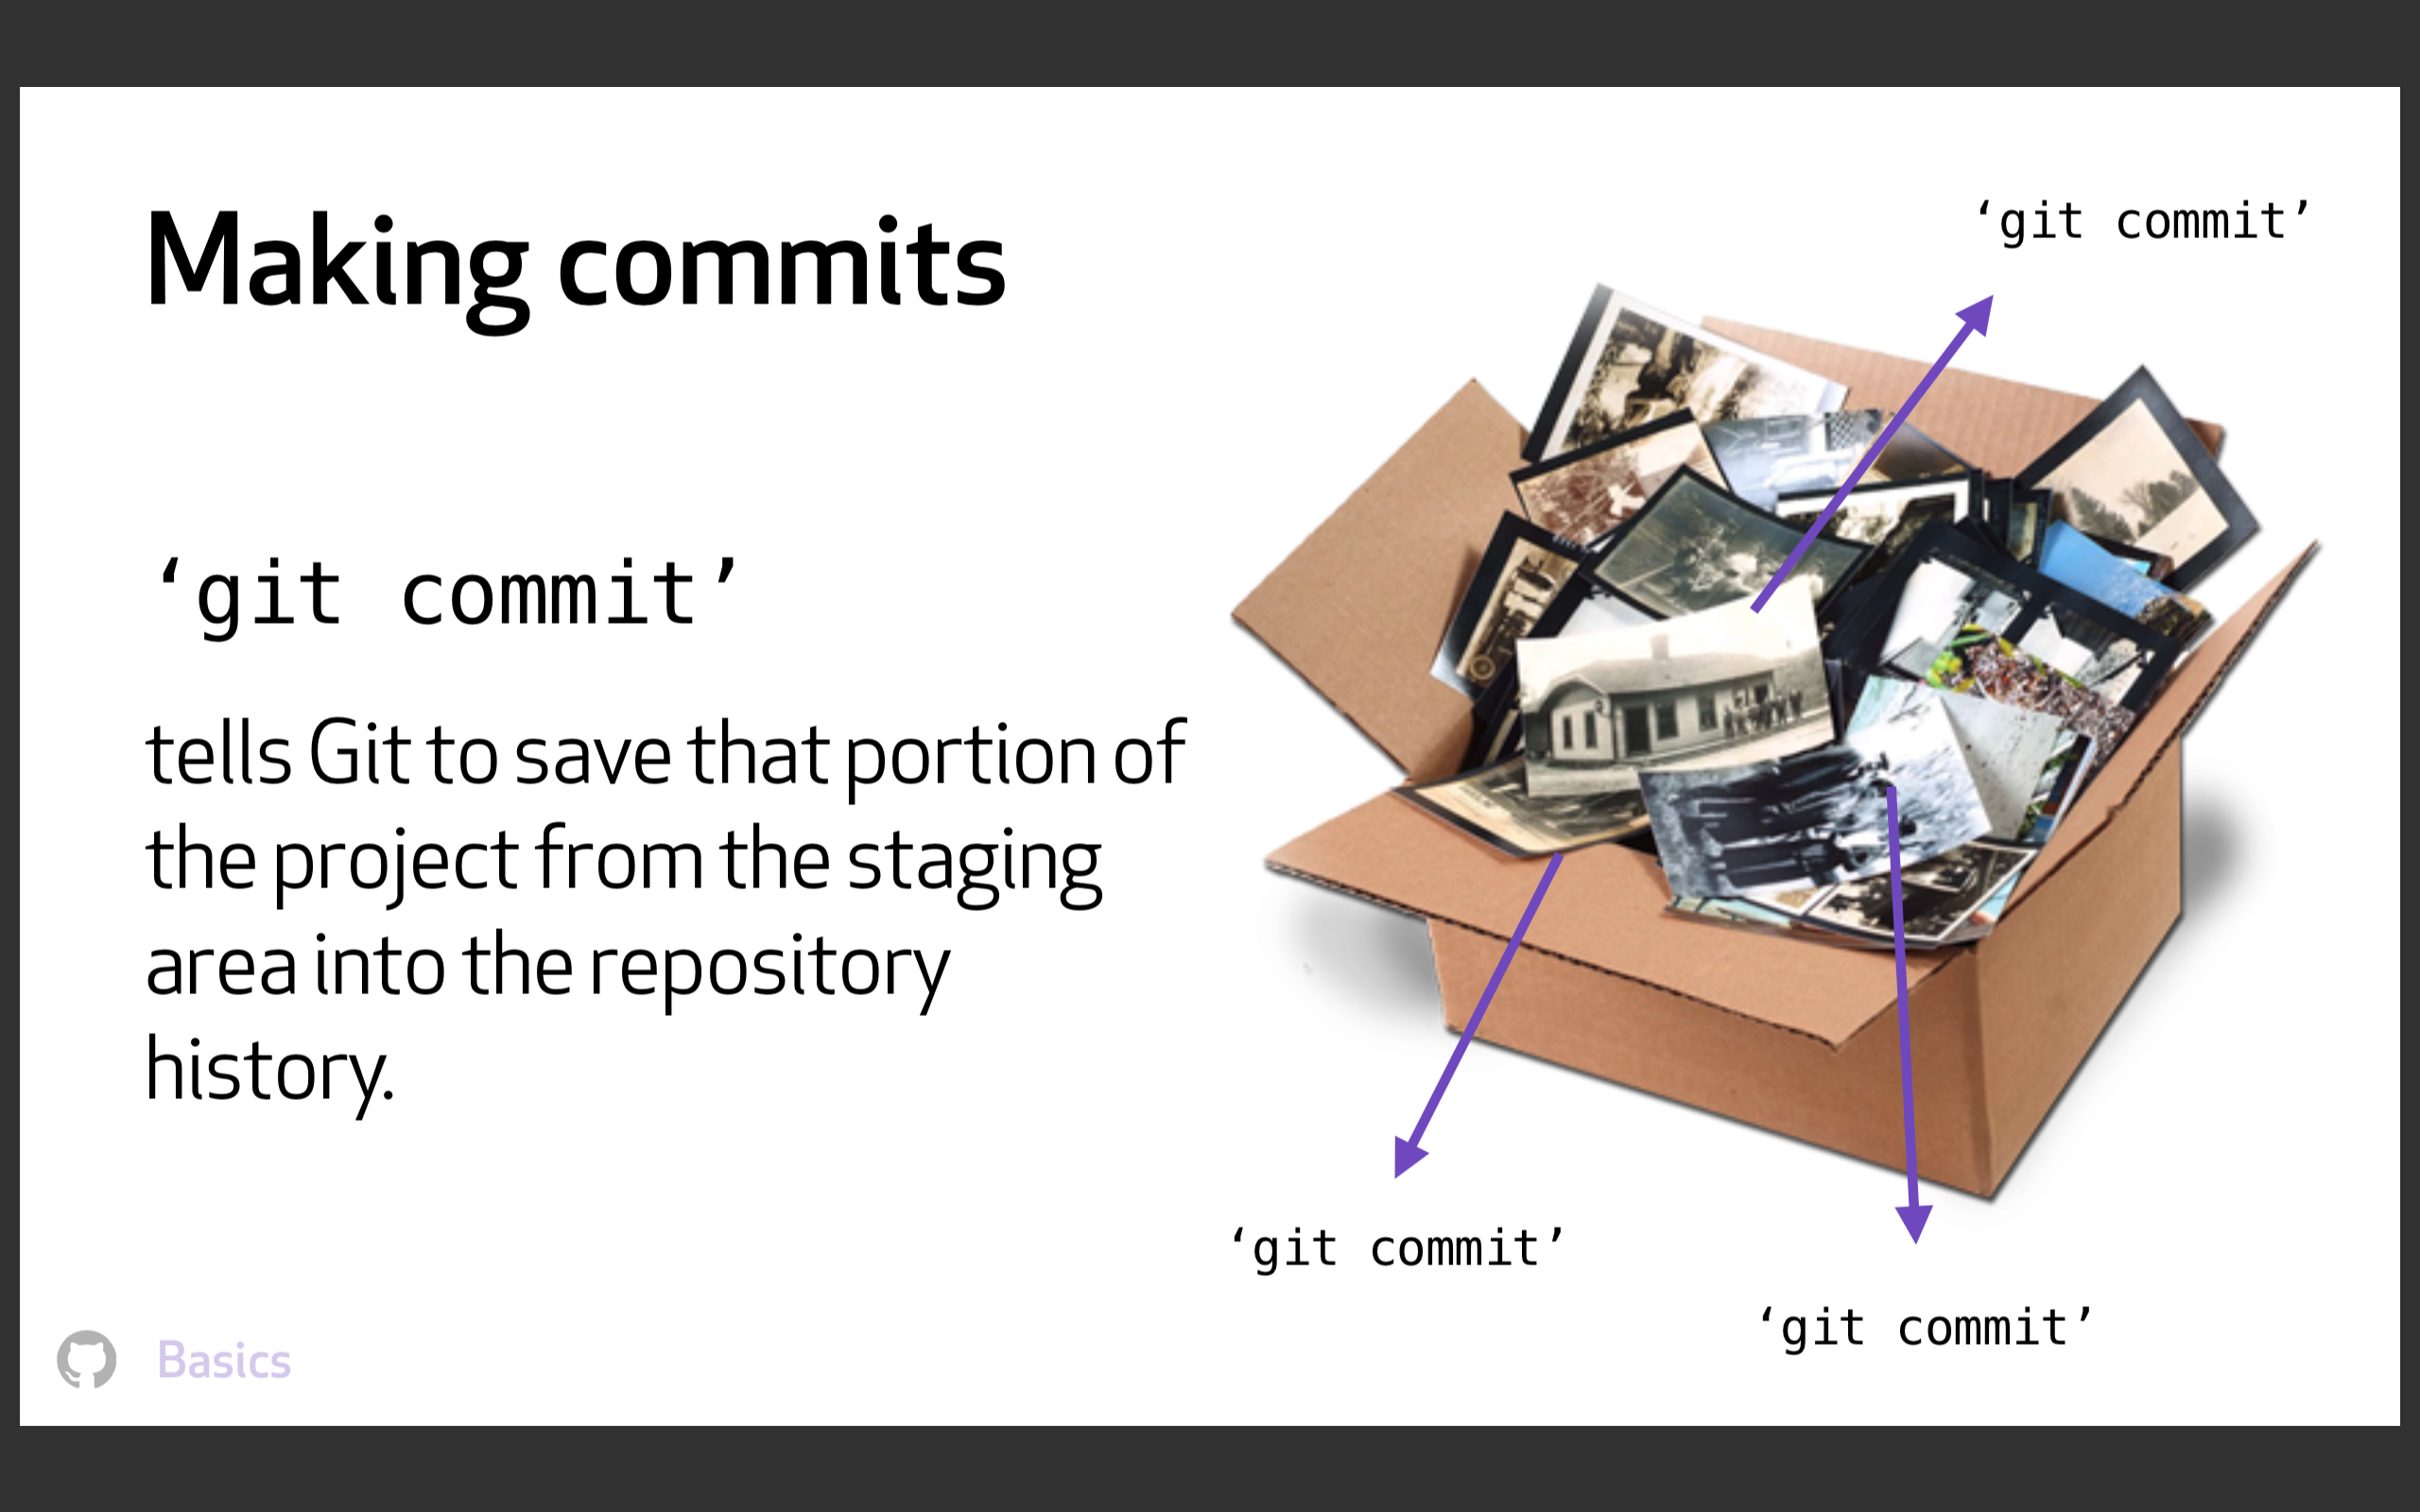 Making commits
‘git commit’
tells Git to save that portion of
the project from the staging
area into the repository
history.
‘git commit’
‘git commit’
‘git commit’
Basics